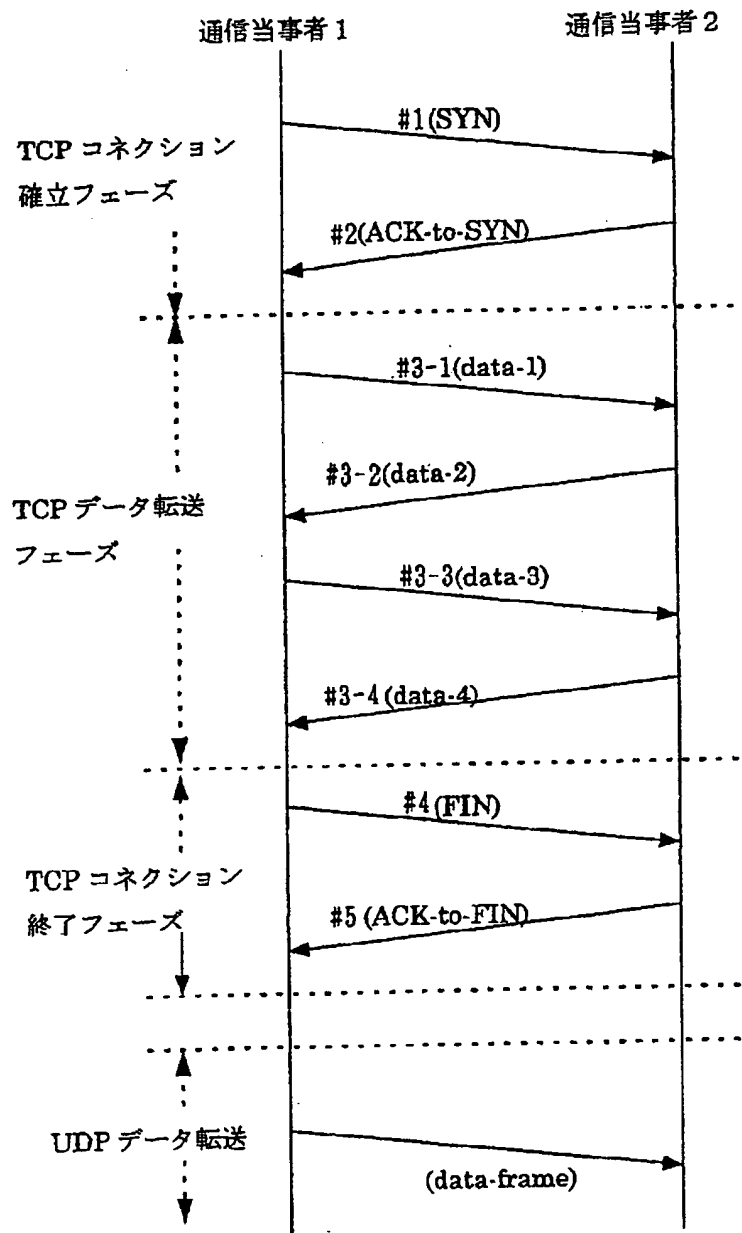 通信当事者1
通信当事者2
#1(SYN)
TCP コネクション
確立フェーズ
#2(ACK-to-SYN)
#3-1(data-1)
#3-2(data-2)
TCP データ転送
フェーズ
#3-3(data-3)
#3-4(data-4)
#4(FIN)
TCP コネクション
終了フェーズ
#5(ACK-to-FIN)
UDP データ転送
(data-frame)